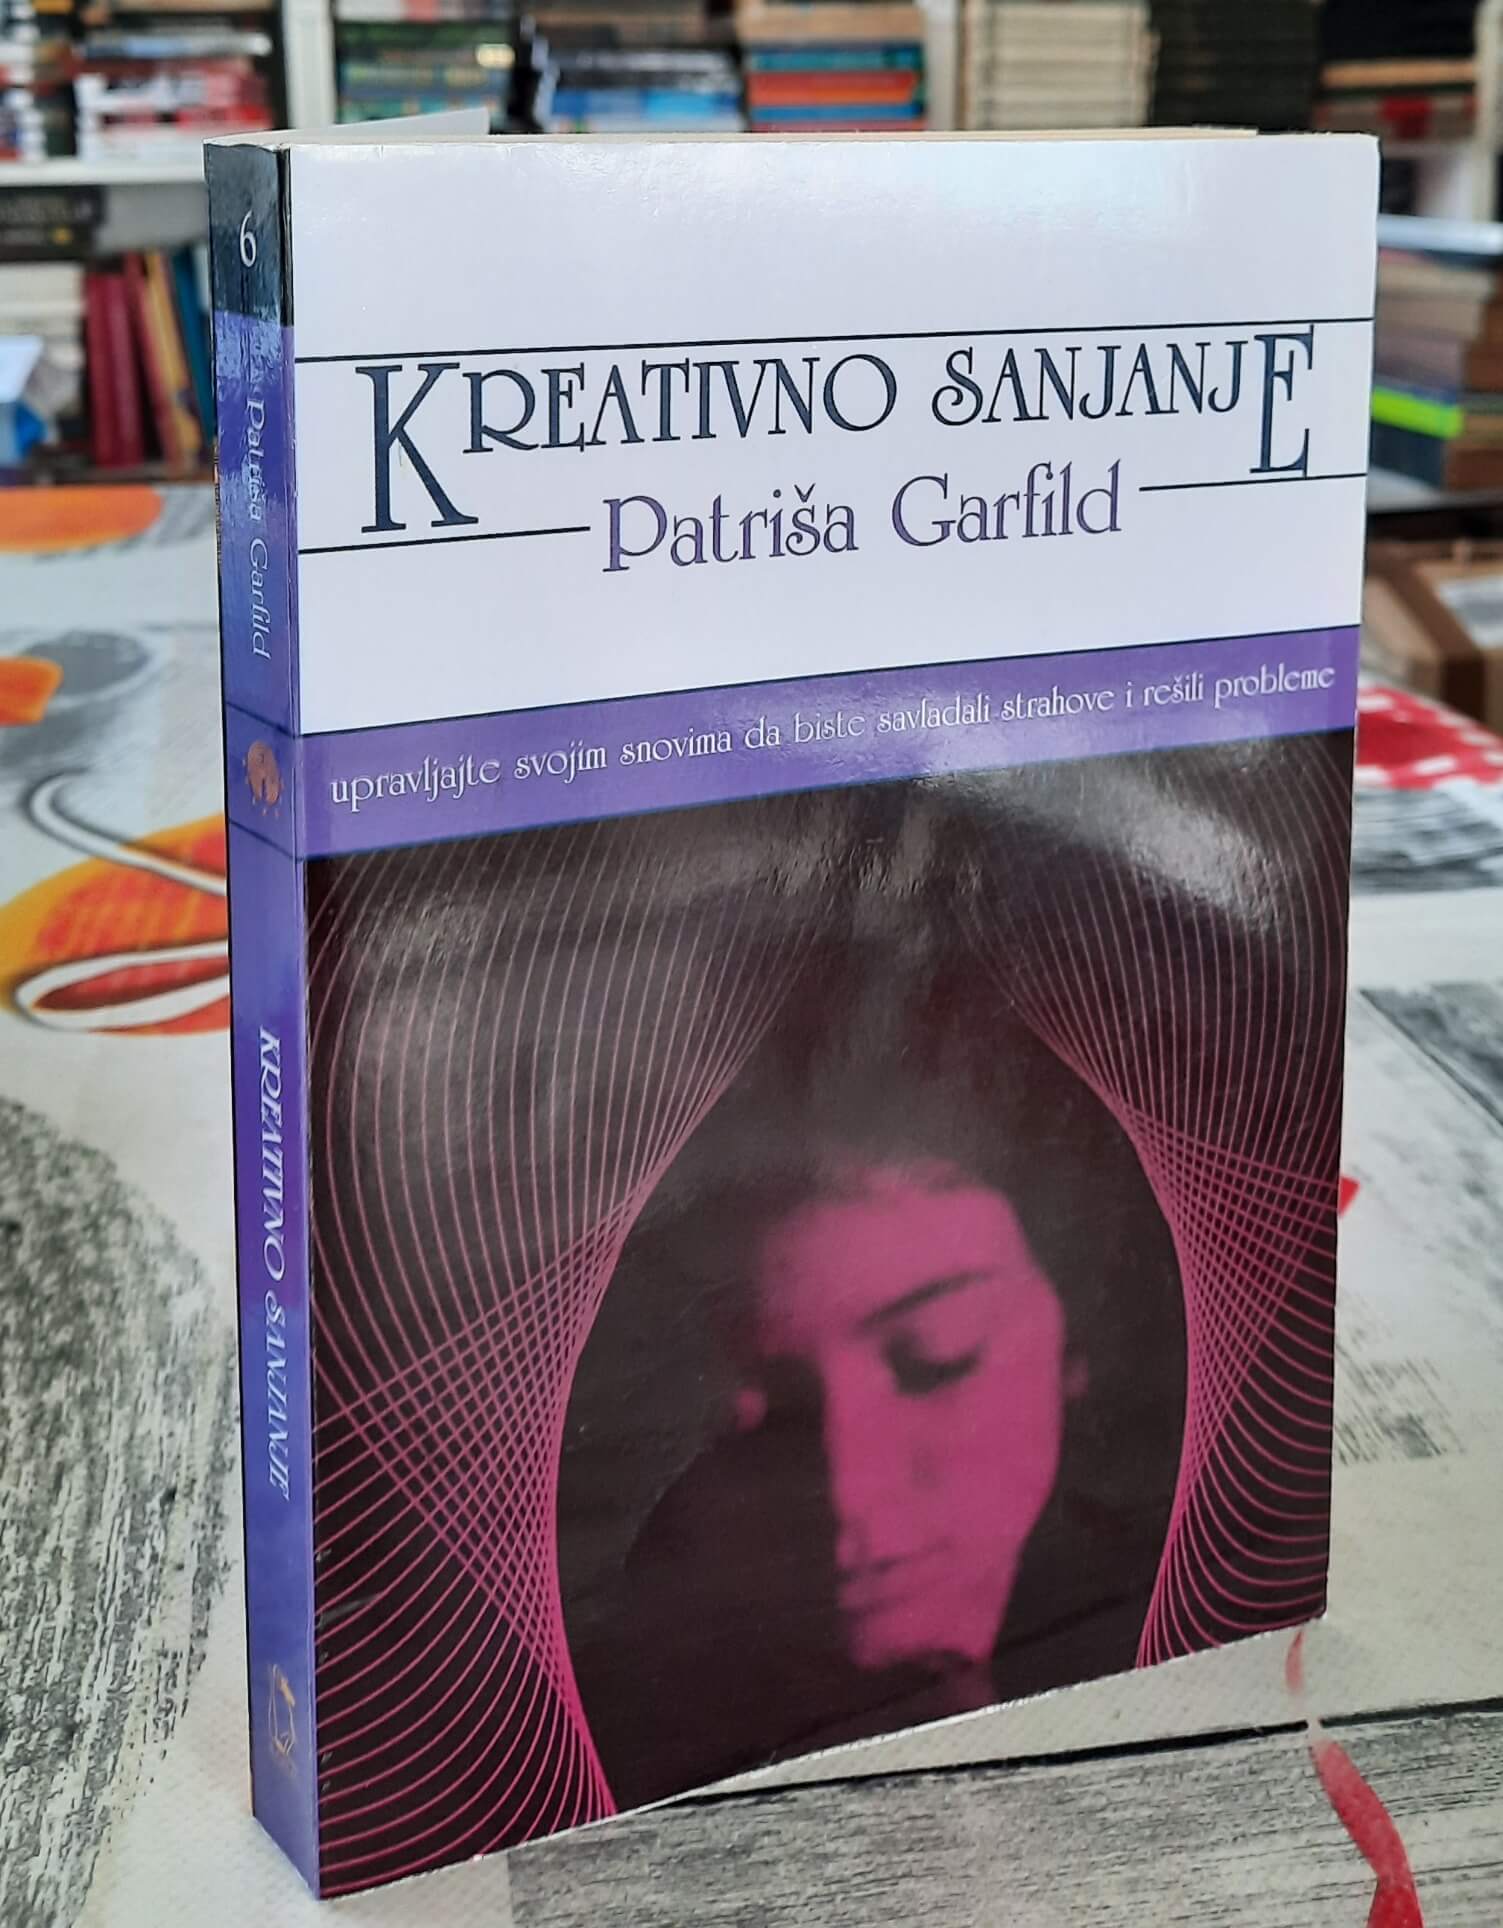 KREATIVNO SANJANJE
Patriša Garfild
upravljajte svojim snovima da biste savladali strahove i rešili probleme
6
Patriša Garfild
KREATIVNO SANJANJE